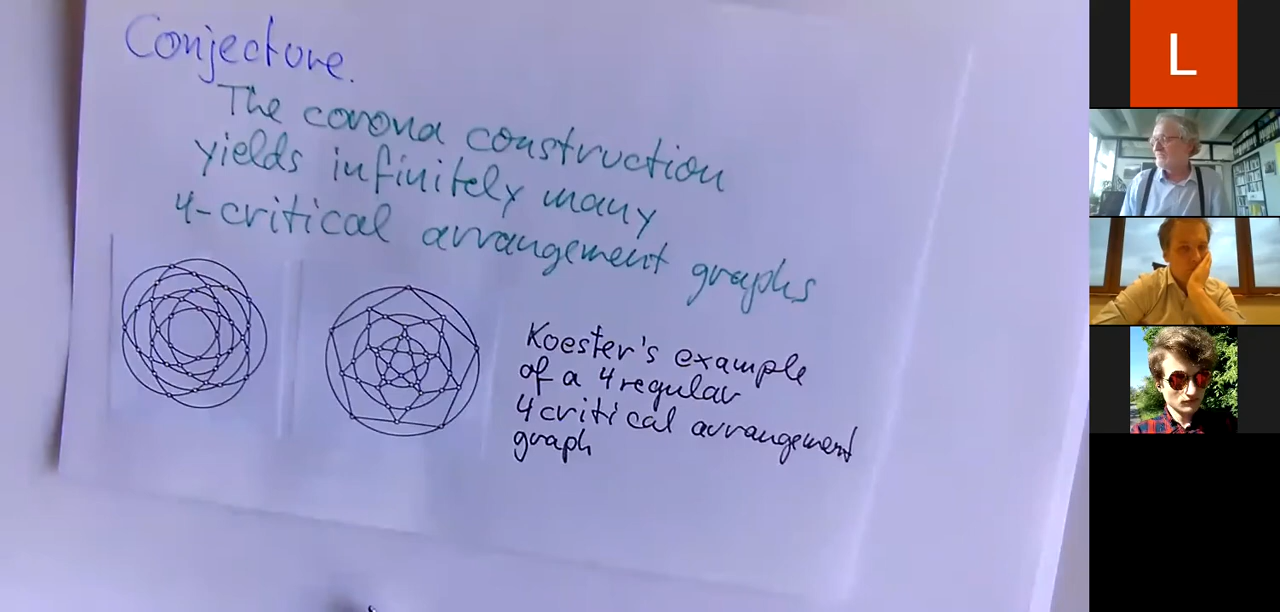 Conjecture.
The corona construction
yields infinitely many
4-critical arrangement graphs
Koester's example
of a 4regular
4critical arrangement
graph
L